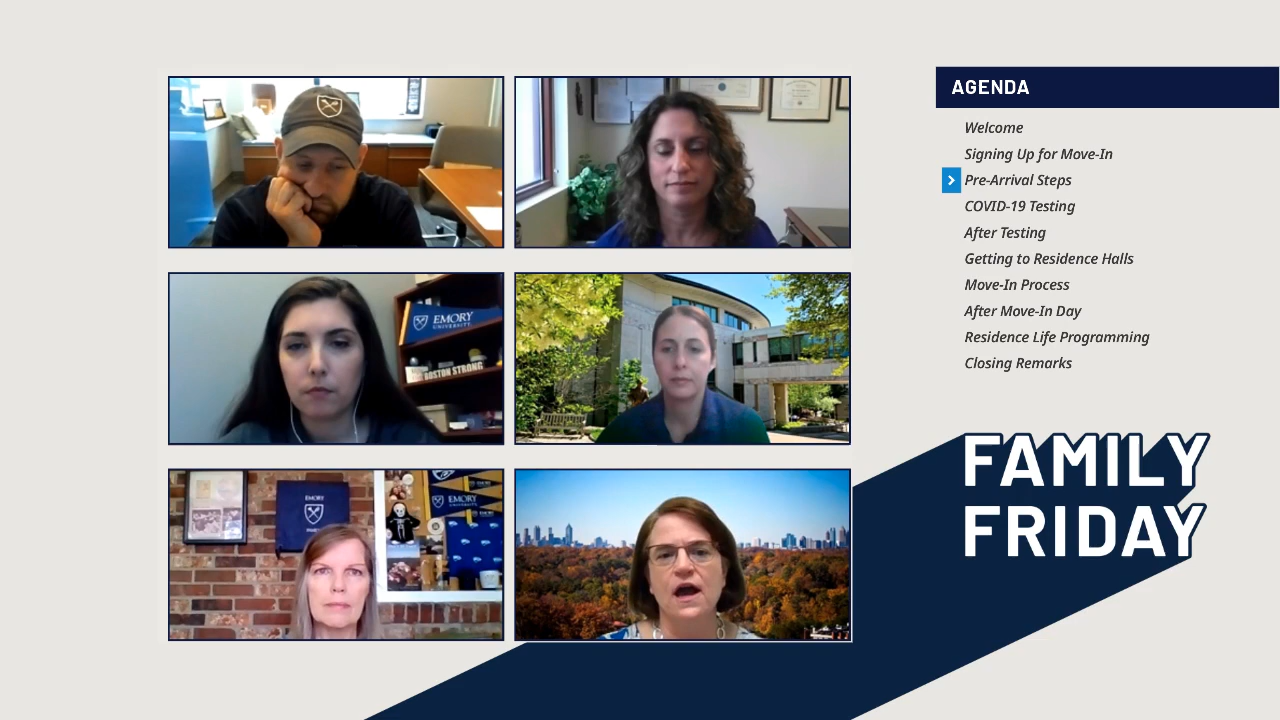 AGENDA
Welcome
Signing Up for Move-In
Pre-Arrival Steps
COVID-19 Testing
After Testing
Getting to Residence Halls
Move-In Process
After Move-In Day
Residence Life Programming
Closing Remarks
EMORY
UNIVERSITY
BOSTON STRONG
EMORY
EMORY
FAMILY
FRIDAY